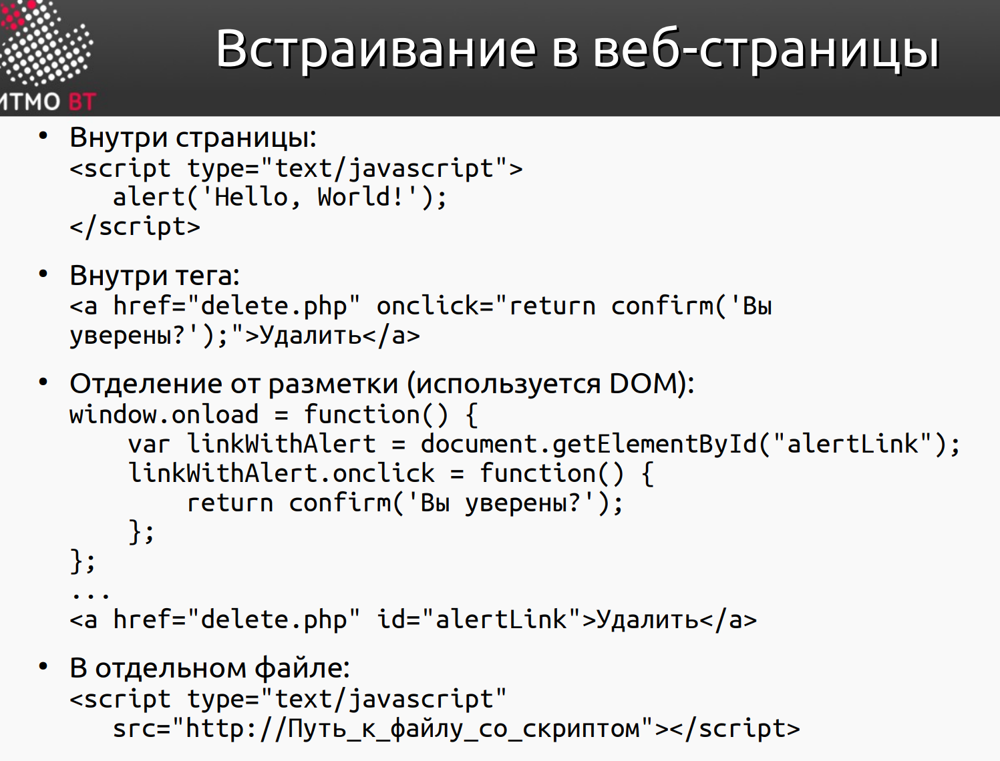 Встраивание в веб-страницы
ИТМО ВТ
• Внутри страницы:
<script type="text/javascript">
   alert('Hello, World!');
</script>
• Внутри тега:
<a href="delete.php" onclick="return confirm('Вы
уверены?');">Удалить</a>
• Отделение от разметки (используется DOM):
window.onload = function() {
    var linkWithAlert = document.getElementById("alertLink");
    linkWithAlert.onclick = function() {
        return confirm('Вы уверены?');
    };
};
...
<a href="delete.php" id="alertLink">Удалить</a>
• В отдельном файле:
<script type="text/javascript"
   src="http://Путь_к_файлу_со_скриптом"></script>